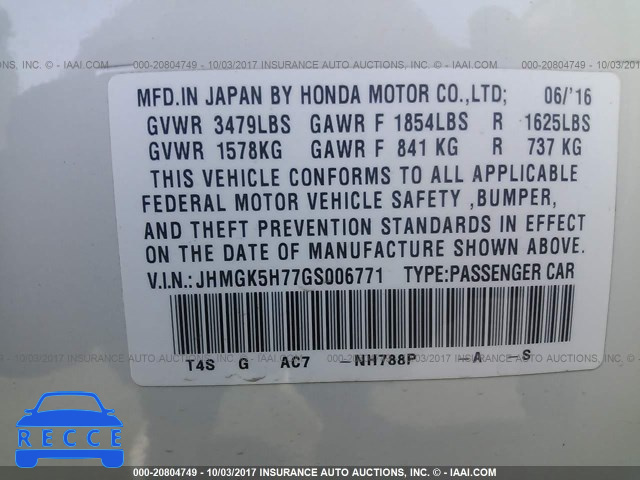 000-20804749 - 10/03/2017 INSURANCE AUTO AUCTIONS, INC. - © - IAAI.COM
MFD.IN JAPAN BY HONDA MOTOR CO.,LTD; 06/'16
GVWR 3479LBS GAWR F 1854LBS R 1625LBS
GVWR 1578KG GAWR F 841 KG R 737 KG
THIS VEHICLE CONFORMS TO ALL APPLICABLE
FEDERAL MOTOR VEHICLE SAFETY ,BUMPER,
AND THEFT PREVENTION STANDARDS IN EFFECT
ON THE DATE OF MANUFACTURE SHOWN ABOVE.
V.I.N.:JHMGK5H77GS006771 TYPE:PASSENGER CAR
T4S G AC7 –NH788P –A –S
RECCE
000-20804749 - 10/03/2017 INSURANCE AUTO AUCTIONS, INC. - © - IAAI.COM